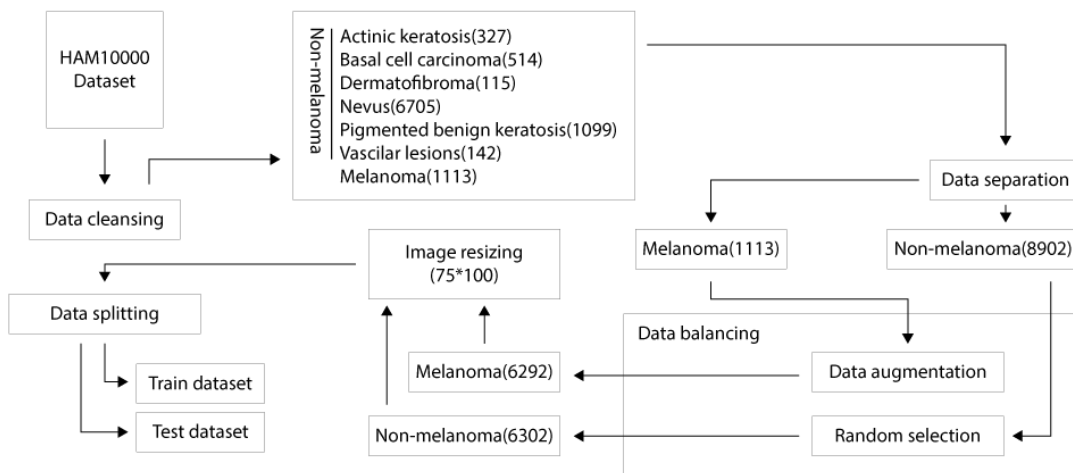 HAM10000
Dataset
Non-melanoma
Actinic keratosis(327)
Basal cell carcinoma(514)
Dermatofibroma(115)
Nevus(6705)
Pigmented benign keratosis(1099)
Vascilar lesions(142)
Melanoma(1113)
Data cleansing
Data separation
Melanoma(1113)
Non-melanoma(8902)
Image resizing
(75*100)
Data splitting
Data balancing
Melanoma(6292)
Data augmentation
Train dataset
Test dataset
Non-melanoma(6302)
Random selection